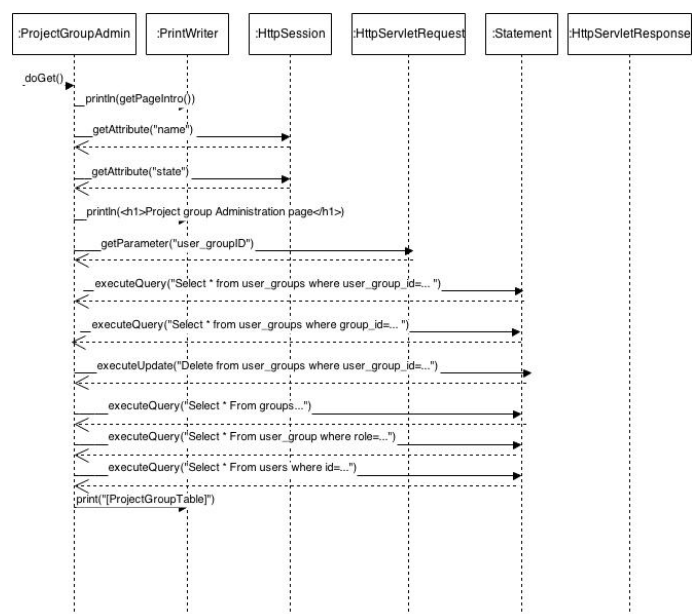 :ProjectGroupAdmin :PrintWriter :HttpSession :HttpServletRequest :Statement :HttpServletResponse
doGet()
println(getPageIntro())
getAttribute("name")
getAttribute("state")
println(<h1>Project group Administration page</h1>)
getParameter("user_groupID")
executeQuery("Select * from user_groups where user_group_id=... ")
executeQuery("Select * from user_groups where group_id=... ")
executeUpdate("Delete from user_groups where user_group_id=...")
executeQuery("Select * From groups...")
executeQuery("Select * From user_group where role=...")
executeQuery("Select * From users where id=...")
print("[ProjectGroupTable]")